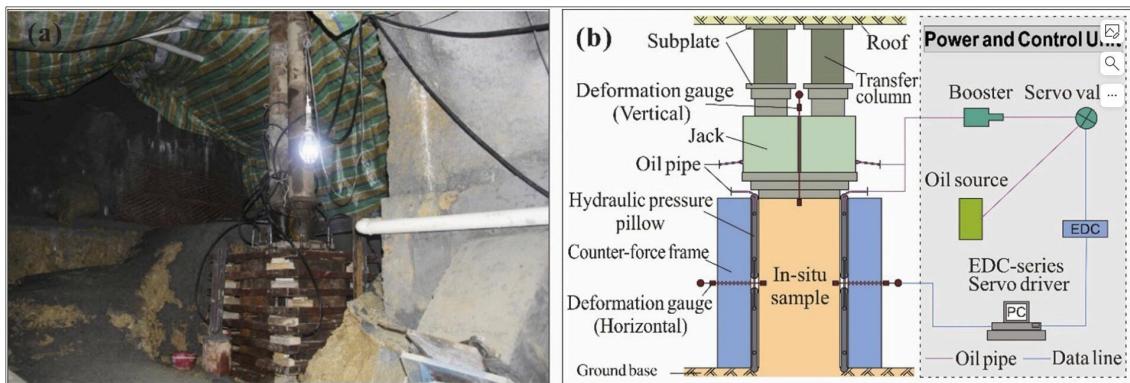 (a)
(b)
Subplate
Roof
Deformation gauge
(Vertical)
Transfer
column
Jack
Oil pipe
Hydraulic pressure
pillow
Counter-force frame
In-situ
sample
Deformation gauge
(Horizontal)
Ground base
Power and Control
Booster
Servo
Oil source
EDC
EDC-series
Servo driver
PC
Oil pipe
Data line